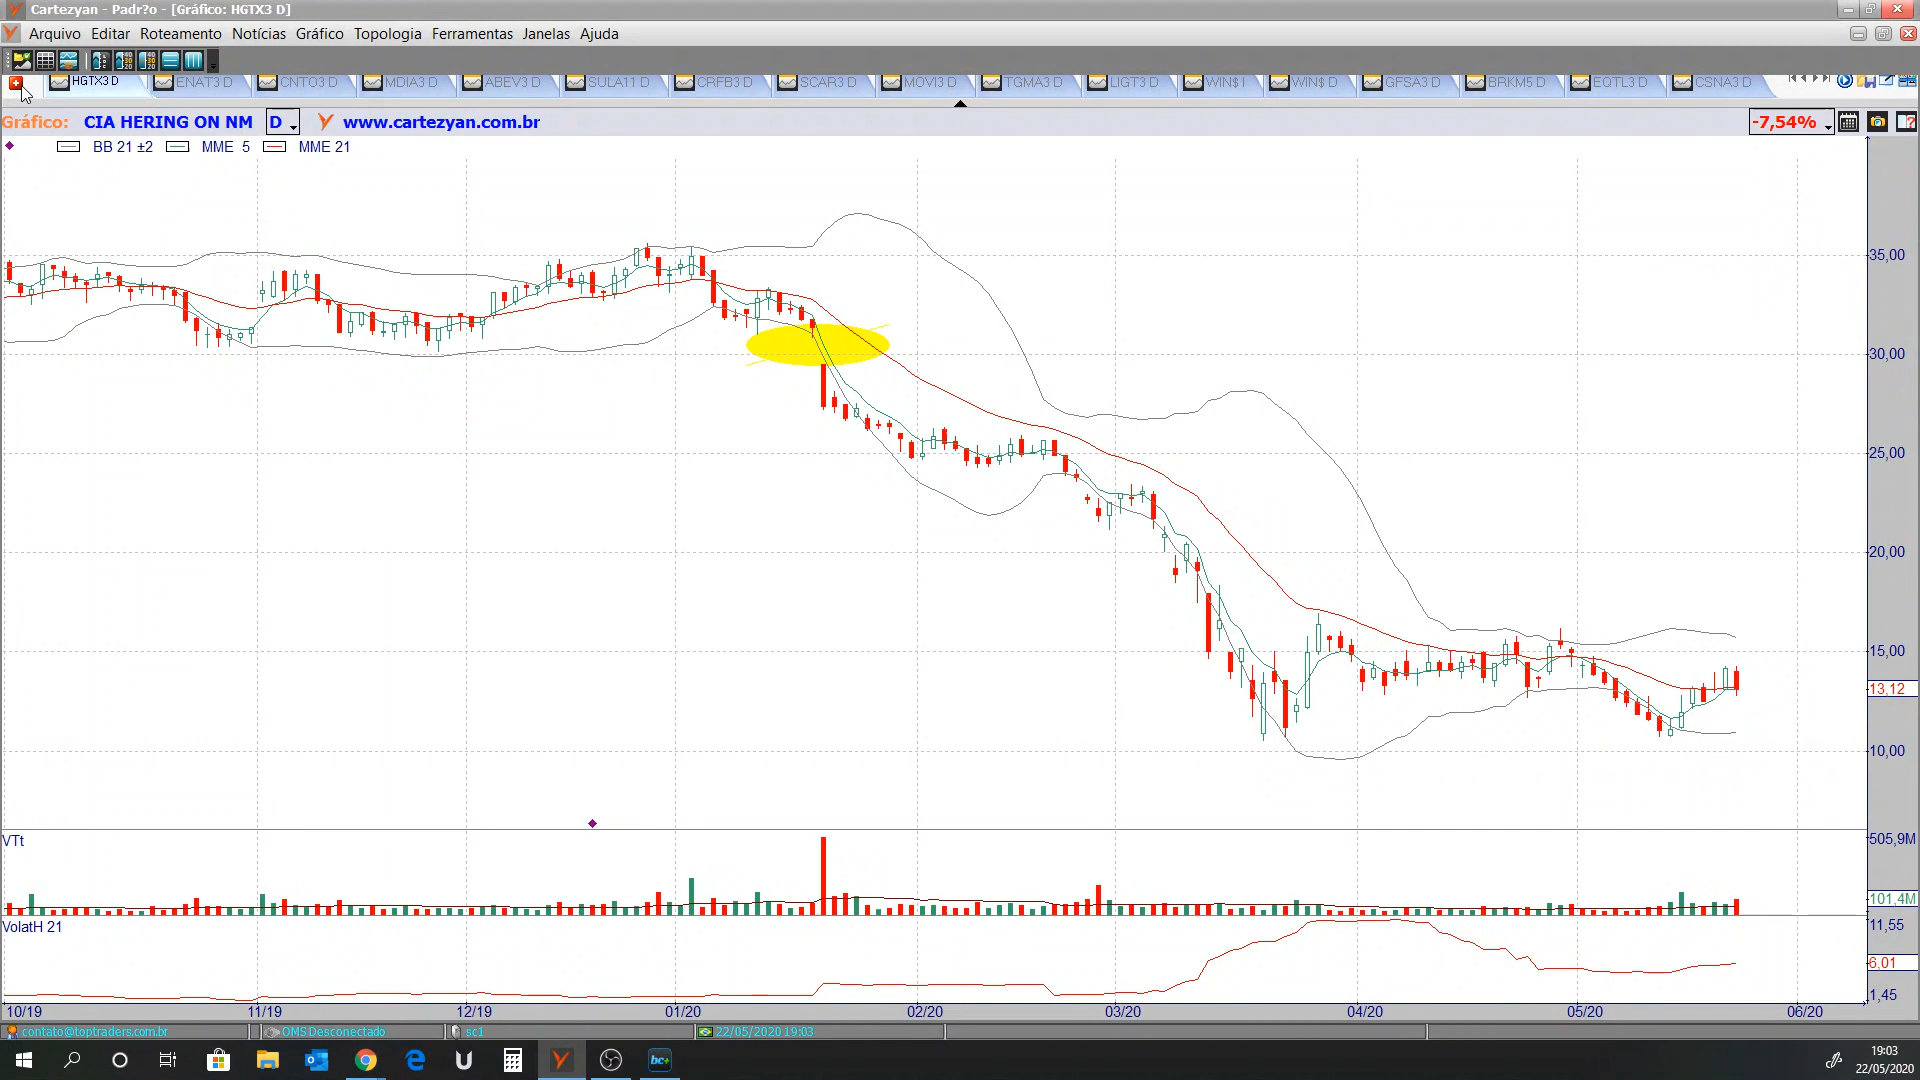 Cartezyan - Padr?o - [Gráfico: HGTX3 D]
Arquivo Editar Roteamento Notícias Gráfico Topologia Ferramentas Janelas Ajuda
HGTX3 D ENAT3 D CNTO3 D MDIA3 D ABEV3 D SULA11 D CRFB3 D SCAR3 D MOVI3 D TGMA3 D LIGT3 D WIN$ I WIN$ D GFSA3 D BRKM5 D EQTL3 D CSNA3 D
Gráfico: CIA HERING ON NM D www.cartezyan.com.br -7,54%
BB 21 ±2 MME 5 MME 21
35,00
30,00
25,00
20,00
15,00
13,12
10,00
VTt
505,9M
101,4M
VolatH 21
11,55
6,01
1,45
10/19 11/19 12/19 01/20 02/20 03/20 04/20 05/20 06/20
contato@toptraders.com.br OMS Desconectado sc1 22/05/2020 19:03
bc+
19:03
22/05/2020